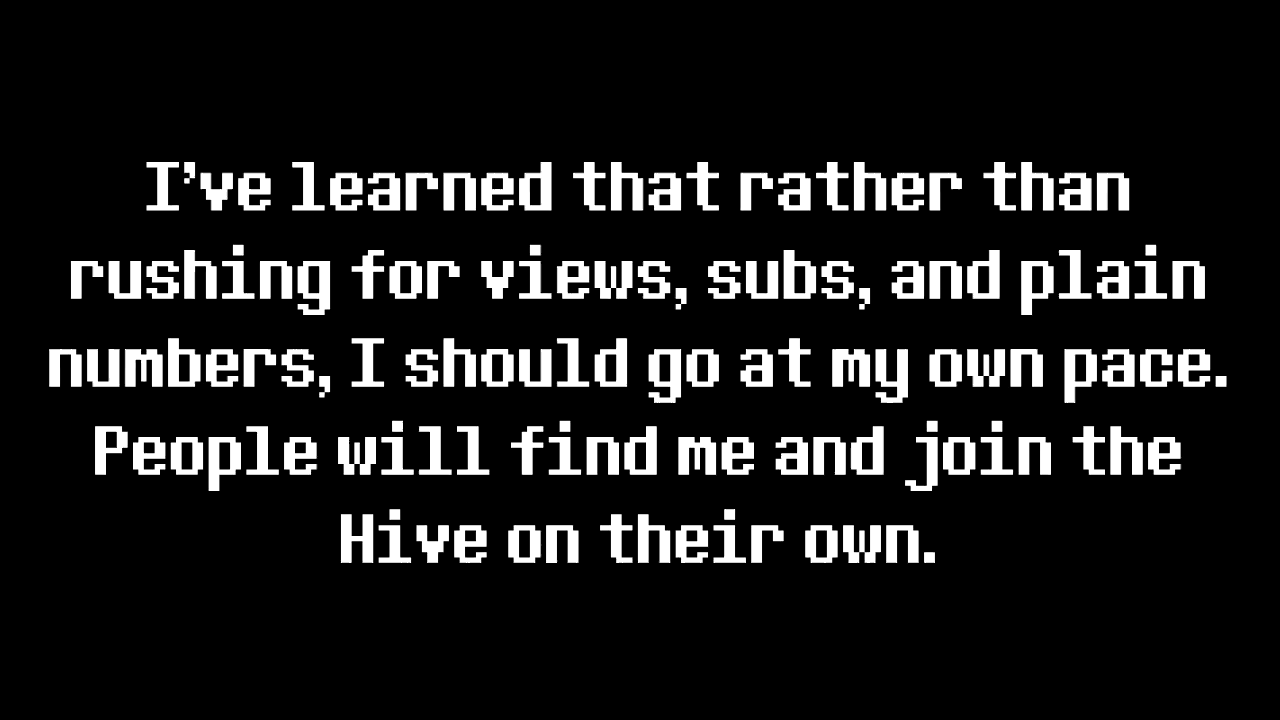 I've learned that rather than
rushing for views, subs, and plain
numbers, I should go at my own pace.
People will find me and join the
Hive on their own.